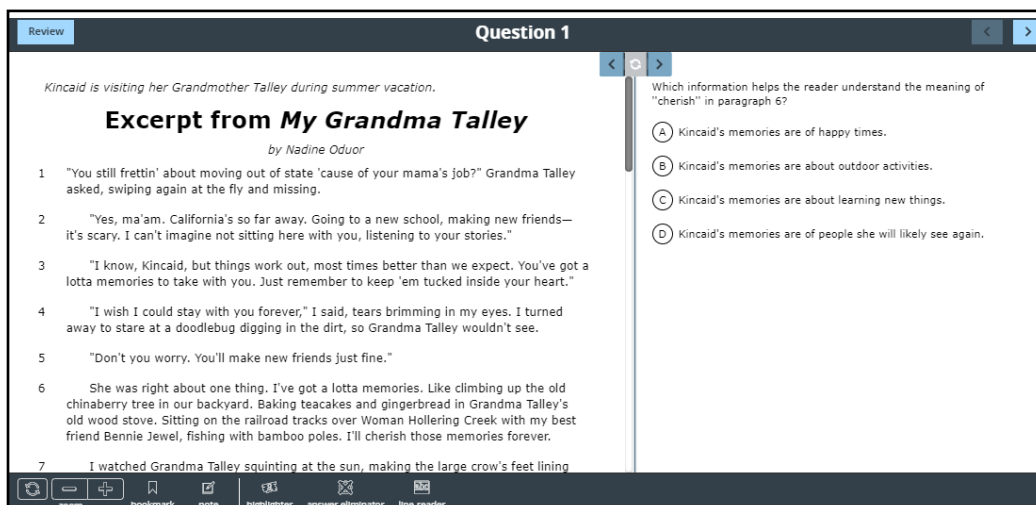 Review
Question 1
Kincaid is visiting her Grandmother Talley during summer vacation.
Excerpt from My Grandma Talley
by Nadine Oduor
1 "You still frettin' about moving out of state 'cause of your mama's job?" Grandma Talley
asked, swiping again at the fly and missing.
2 "Yes, ma'am. California's so far away. Going to a new school, making new friends—
it's scary. I can't imagine not sitting here with you, listening to your stories."
3 "I know, Kincaid, but things work out, most times better than we expect. You've got a
lotta memories to take with you. Just remember to keep 'em tucked inside your heart."
4 "I wish I could stay with you forever," I said, tears brimming in my eyes. I turned
away to stare at a doodlebug digging in the dirt, so Grandma Talley wouldn't see.
5 "Don't you worry. You'll make new friends just fine."
6 She was right about one thing. I've got a lotta memories. Like climbing up the old
chinaberry tree in our backyard. Baking teacakes and gingerbread in Grandma Talley's
old wood stove. Sitting on the railroad tracks over Woman Hollering Creek with my best
friend Bennie Jewel, fishing with bamboo poles. I'll cherish those memories forever.
7 I watched Grandma Talley squinting at the sun, making the large crow's feet lining
Which information helps the reader understand the meaning of
"cherish" in paragraph 6?
A Kincaid's memories are of happy times.
B Kincaid's memories are about outdoor activities.
C Kincaid's memories are about learning new things.
D Kincaid's memories are of people she will likely see again.
zoom bookmark note highlighter answer eliminator line reader